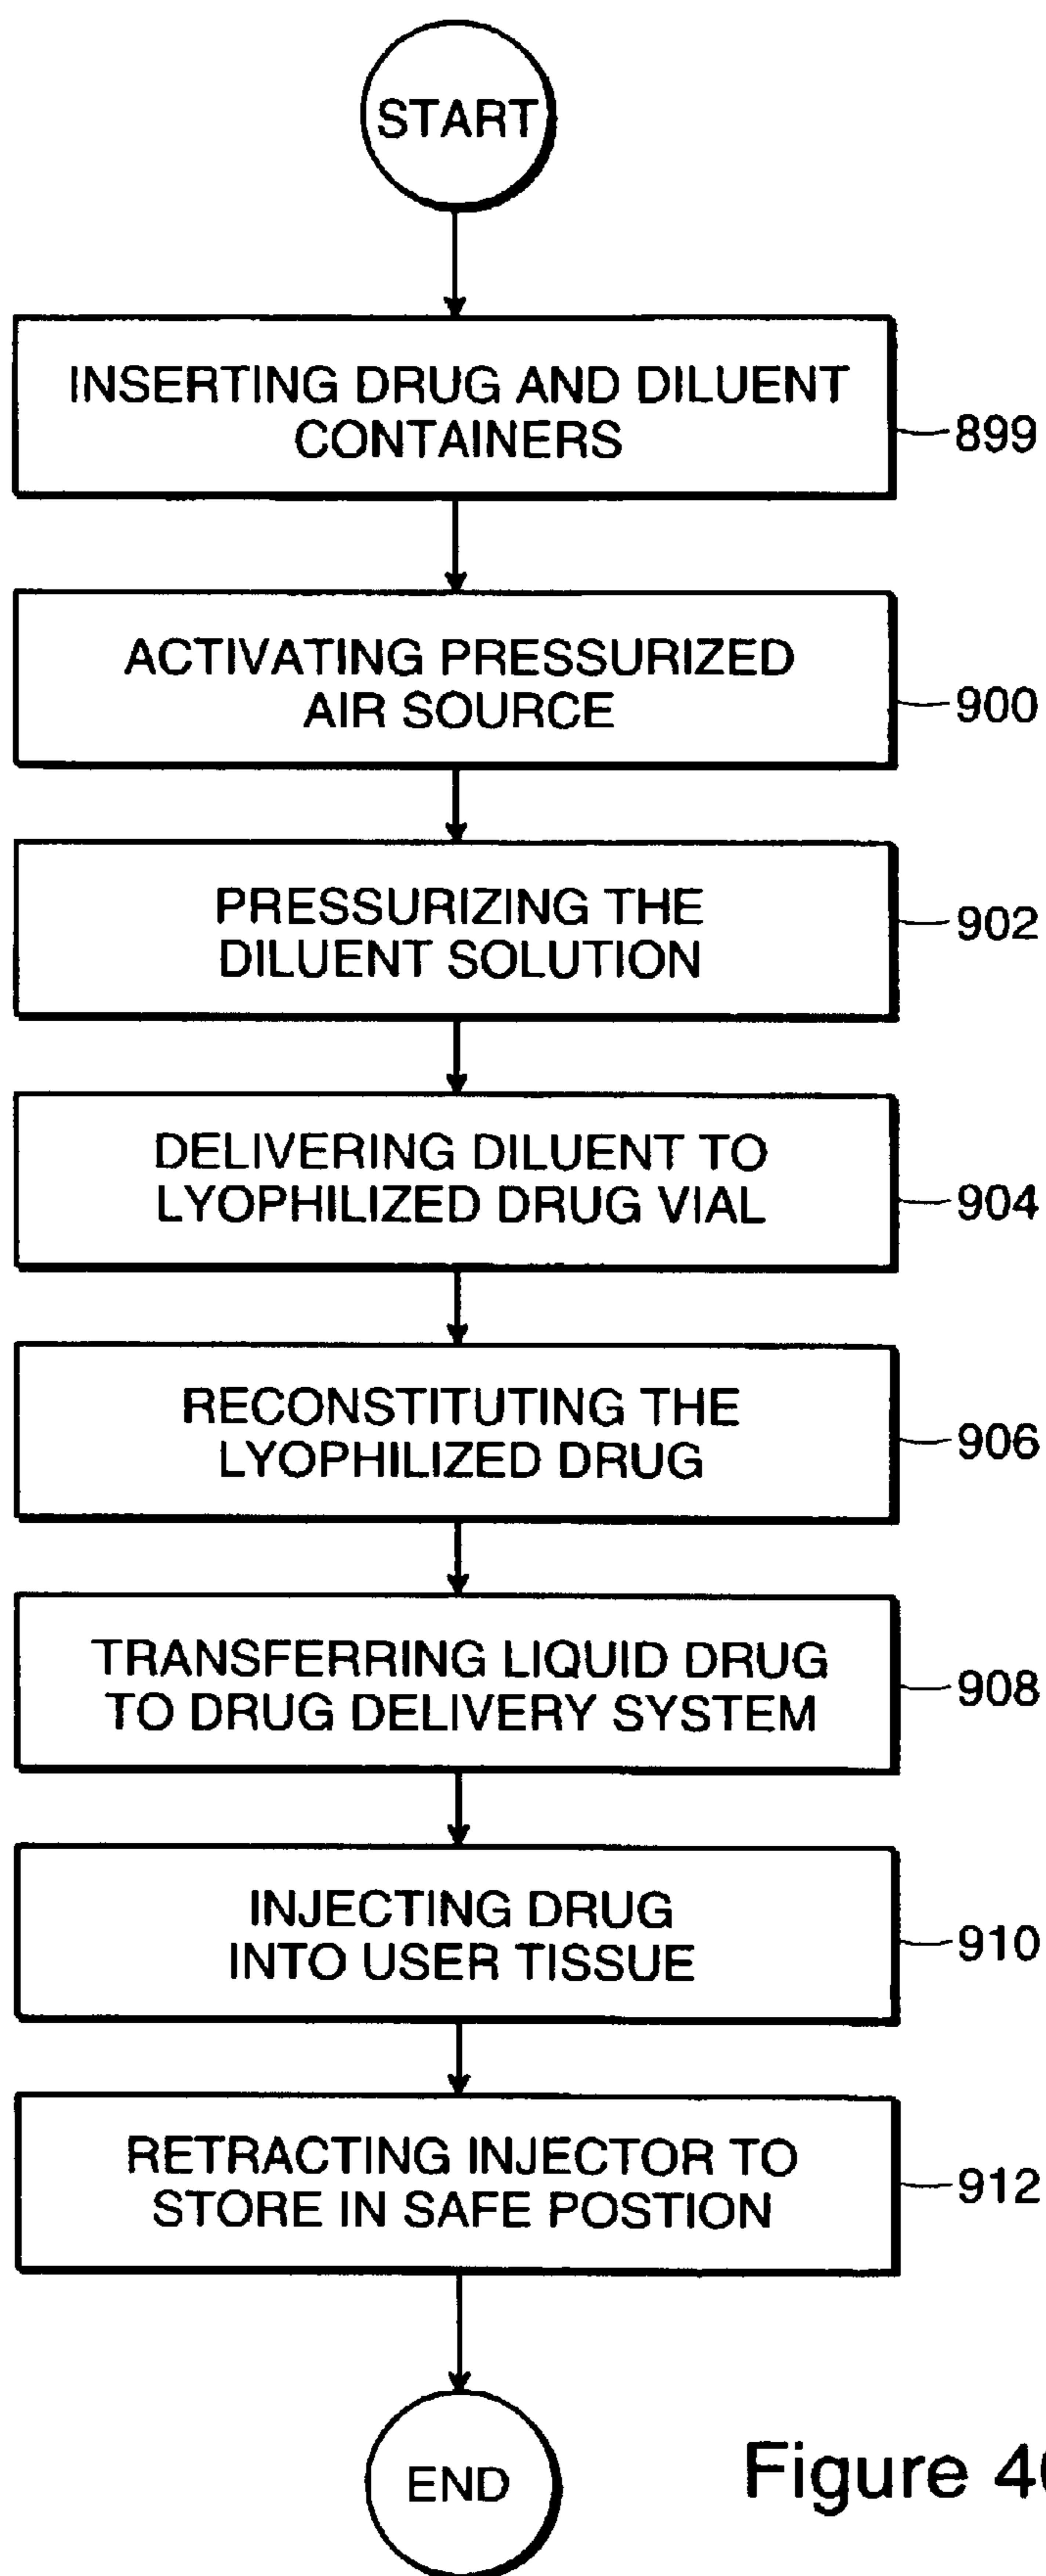 START
INSERTING DRUG AND DILUENT
CONTAINERS
899
ACTIVATING PRESSURIZED
AIR SOURCE
900
PRESSURIZING THE
DILUENT SOLUTION
902
DELIVERING DILUENT TO
LYOPHILIZED DRUG VIAL
904
RECONSTITUTING THE
LYOPHILIZED DRUG
906
TRANSFERRING LIQUID DRUG
TO DRUG DELIVERY SYSTEM
908
INJECTING DRUG
INTO USER TISSUE
910
RETRACTING INJECTOR TO
STORE IN SAFE POSTION
912
END
Figure